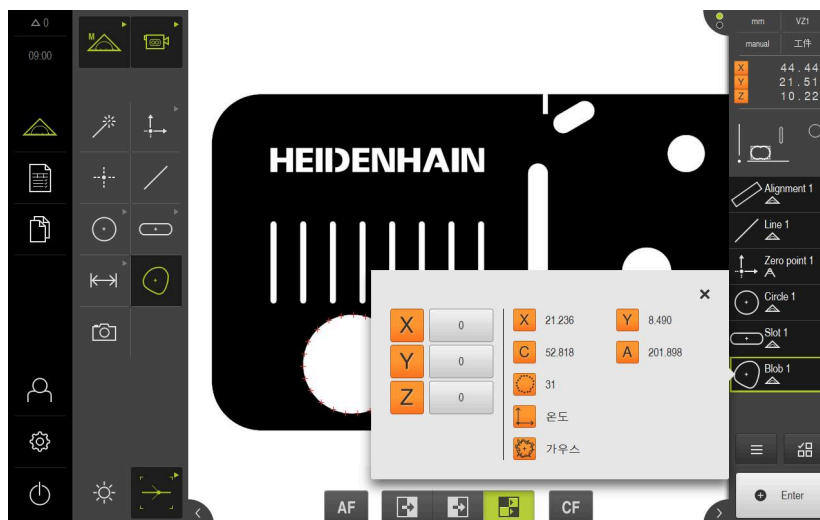 0
09:00
M
HEIDENHAIN
mm VZ1
manual 工件
X 44.44
Y 21.51
Z 10.22
Alignment 1
Line 1
Zero point 1
Circle 1
Slot 1
Blob 1
X 0
Y 0
Z 0
X 21.236 Y 8.490
C 52.818 A 201.898
31
온도
가우스
AF CF
Enter